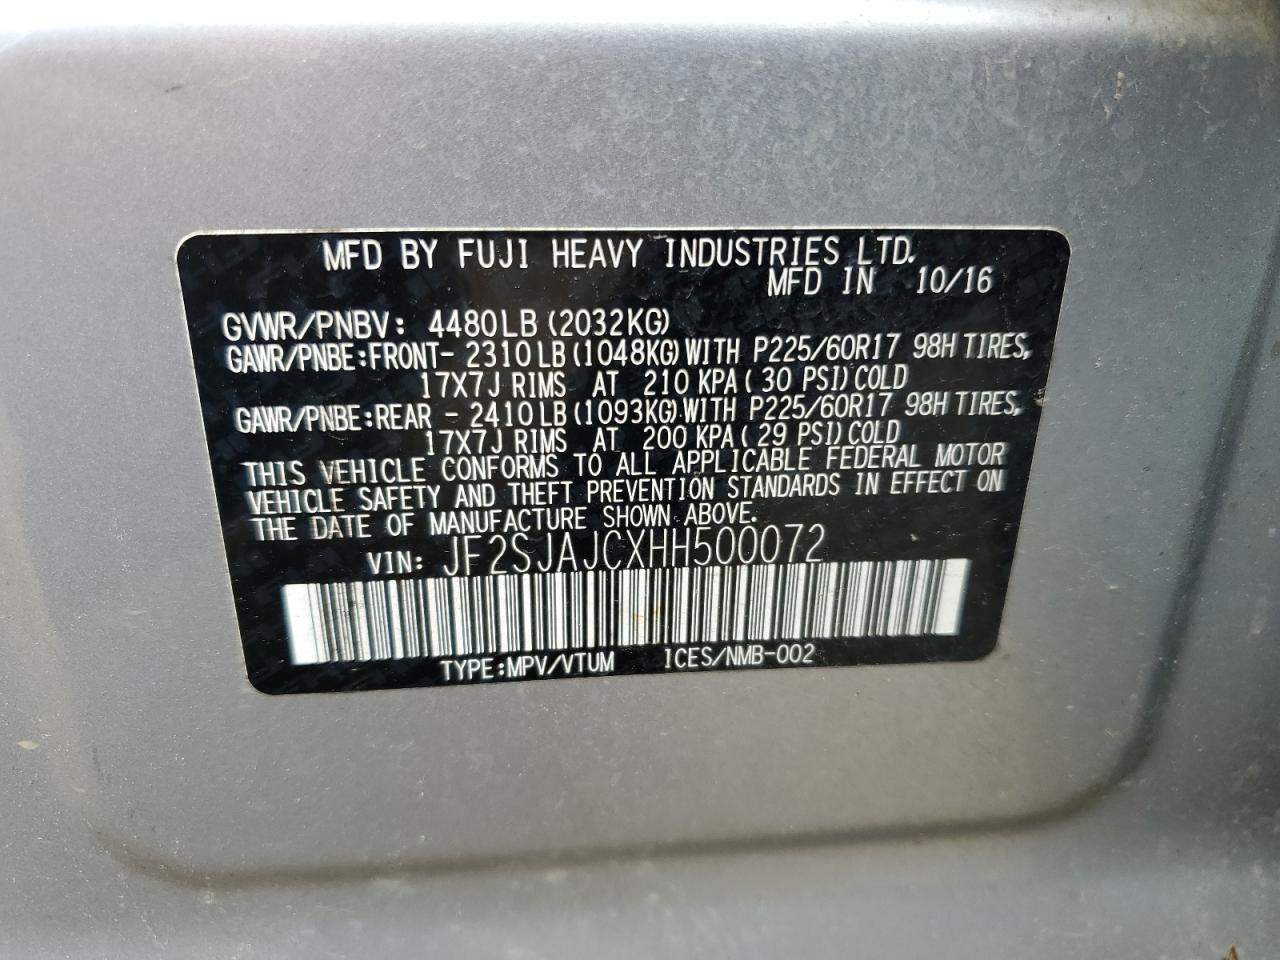 MFD BY FUJI HEAVY INDUSTRIES LTD.
MFD IN 10/16
GVWR/PNBV: 4480LB (2032KG)
GAWR/PNBE:FRONT- 2310LB (1048KG) WITH P225/60R17 98H TIRES,
17X7J RIMS AT 210 KPA ( 30 PSI) COLD
GAWR/PNBE:REAR - 2410LB (1093KG) WITH P225/60R17 98H TIRES,
17X7J RIMS AT 200 KPA ( 29 PSI) COLD
THIS VEHICLE CONFORMS TO ALL APPLICABLE FEDERAL MOTOR
VEHICLE SAFETY AND THEFT PREVENTION STANDARDS IN EFFECT ON
THE DATE OF MANUFACTURE SHOWN ABOVE.
VIN: JF2SJAJCXHH500072
TYPE:MPV/VTUM ICES/NMB-002